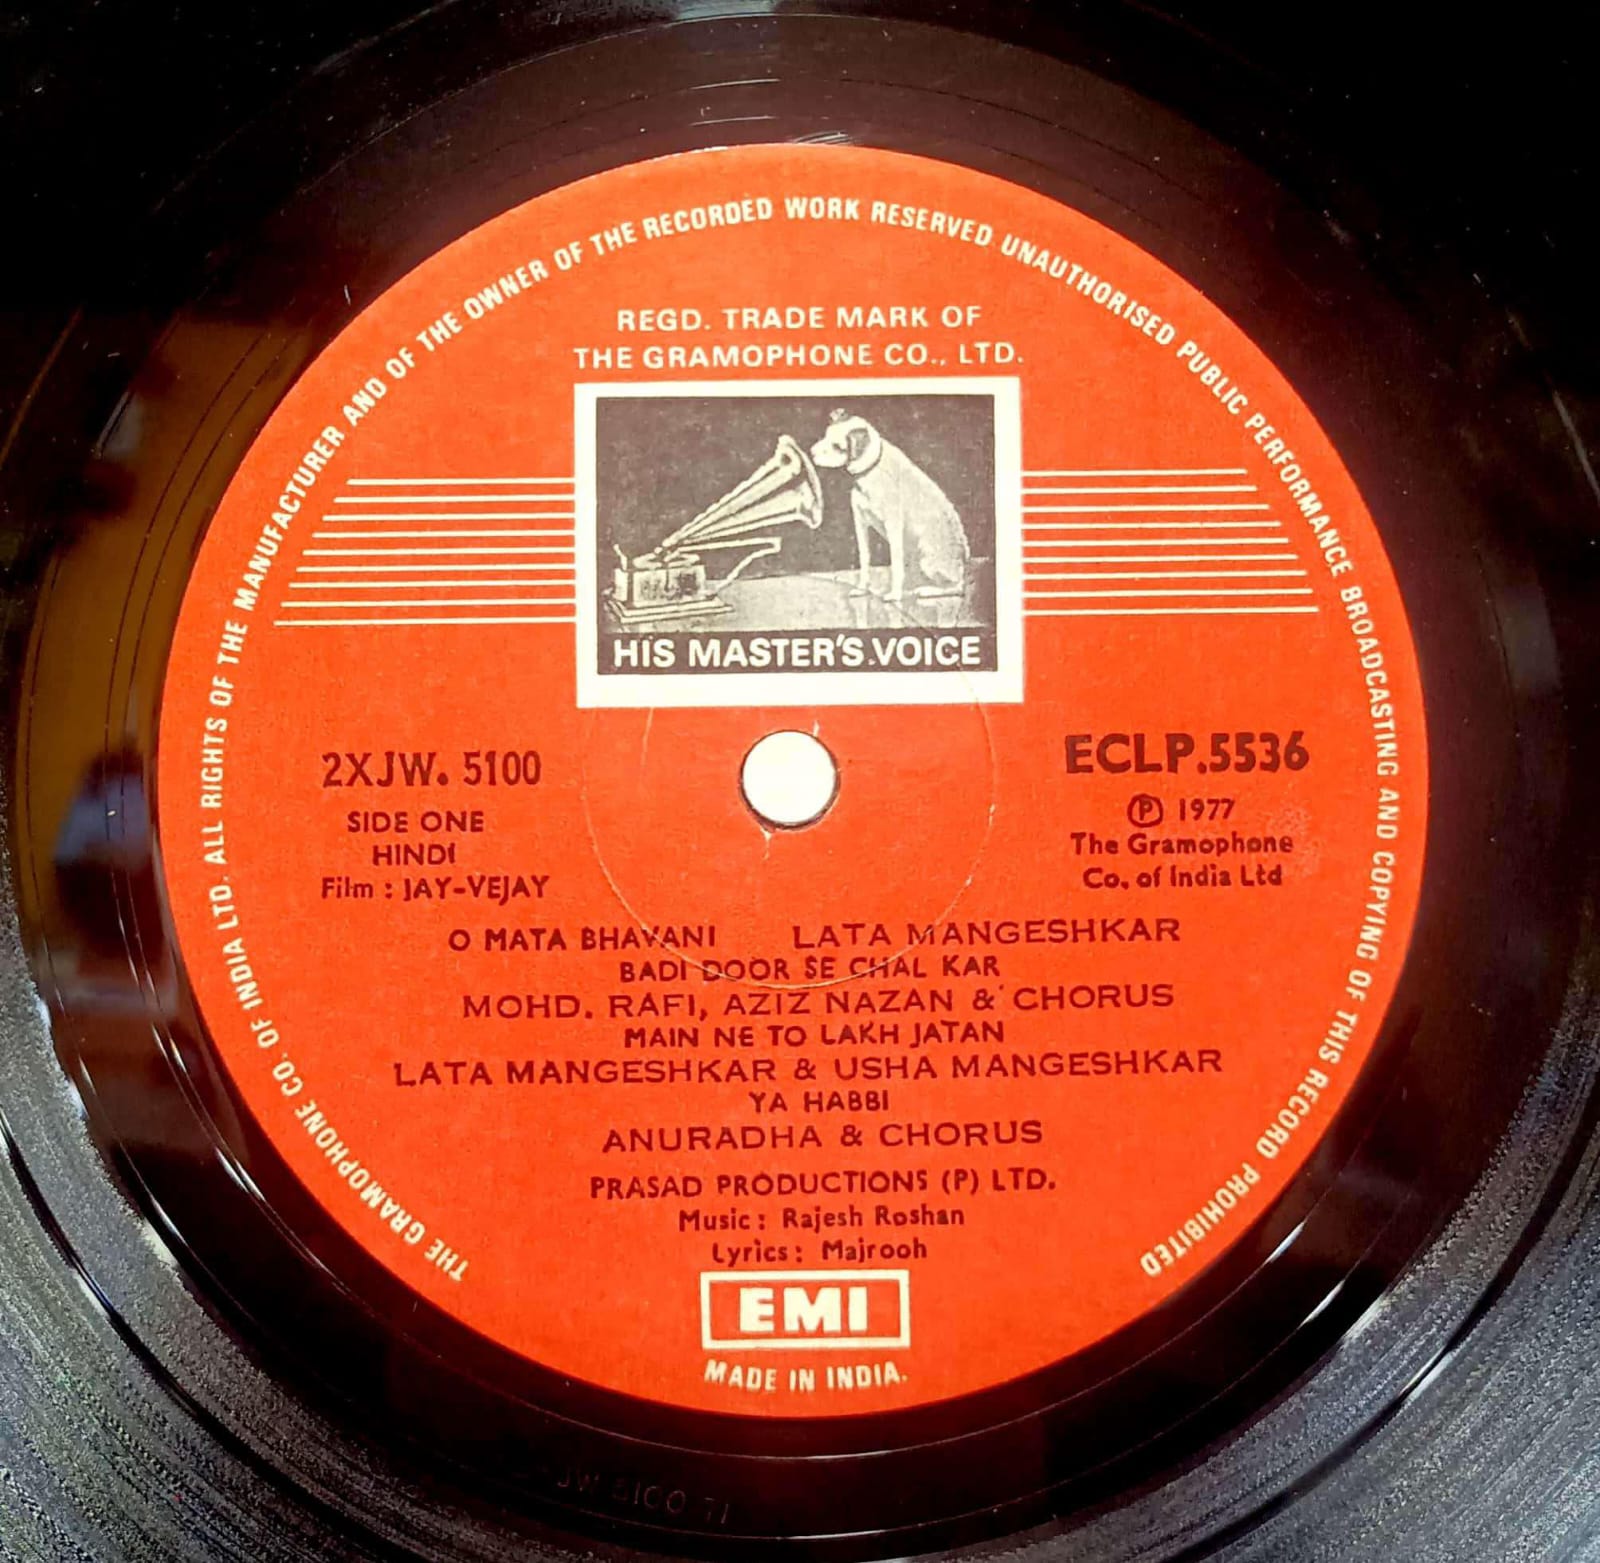 THE GRAMOPHONE CO. OF INDIA LTD. ALL RIGHTS OF THE MANUFACTURER AND OF THE OWNER OF THE RECORDED WORK RESERVED UNAUTHORISED PUBLIC PERFORMANCE BROADCASTING AND COPYING OF THIS RECORD PROHIBITED
REGD. TRADE MARK OF
THE GRAMOPHONE CO., LTD.
HIS MASTER'S.VOICE
2XJW. 5100
SIDE ONE
HINDI
Film : JAY-VEJAY
ECLP.5536
Ⓟ 1977
The Gramophone
Co. of India Ltd
O MATA BHAVANI LATA MANGESHKAR
BADI DOOR SE CHAL KAR
MOHD. RAFI, AZIZ NAZAN & CHORUS
MAIN NE TO LAKH JATAN
LATA MANGESHKAR & USHA MANGESHKAR
YA HABBI
ANURADHA & CHORUS
PRASAD PRODUCTIONS (P) LTD.
Music : Rajesh Roshan
Lyrics : Majrooh
EMI
MADE IN INDIA.
JW 5100 T1